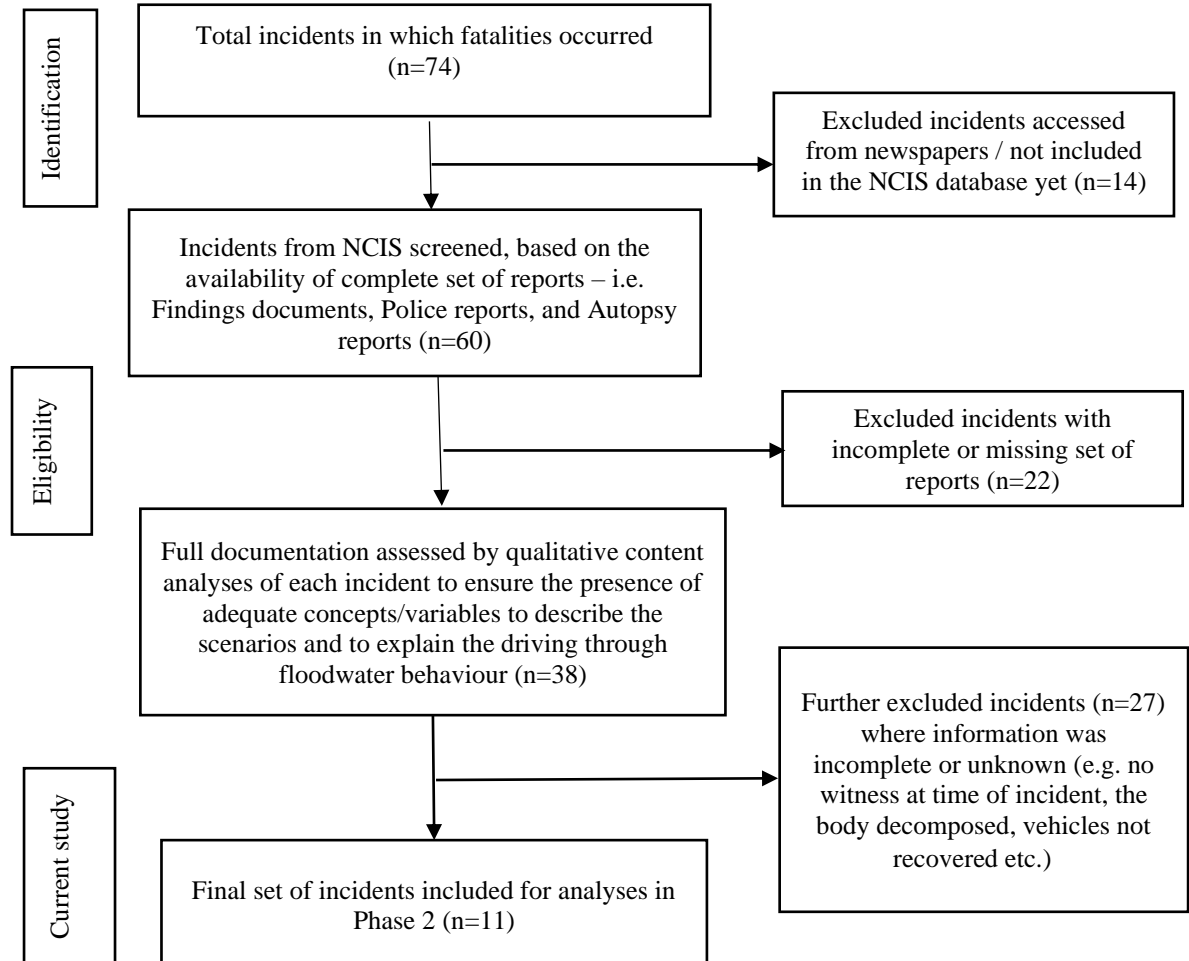 Identification
Total incidents in which fatalities occurred
(n=74)
Excluded incidents accessed
from newspapers / not included
in the NCIS database yet (n=14)
Incidents from NCIS screened, based on the
availability of complete set of reports – i.e.
Findings documents, Police reports, and Autopsy
reports (n=60)
Eligibility
Excluded incidents with
incomplete or missing set of
reports (n=22)
Full documentation assessed by qualitative content
analyses of each incident to ensure the presence of
adequate concepts/variables to describe the
scenarios and to explain the driving through
floodwater behaviour (n=38)
Further excluded incidents (n=27)
where information was
incomplete or unknown (e.g. no
witness at time of incident, the
body decomposed, vehicles not
recovered etc.)
Current study
Final set of incidents included for analyses in
Phase 2 (n=11)